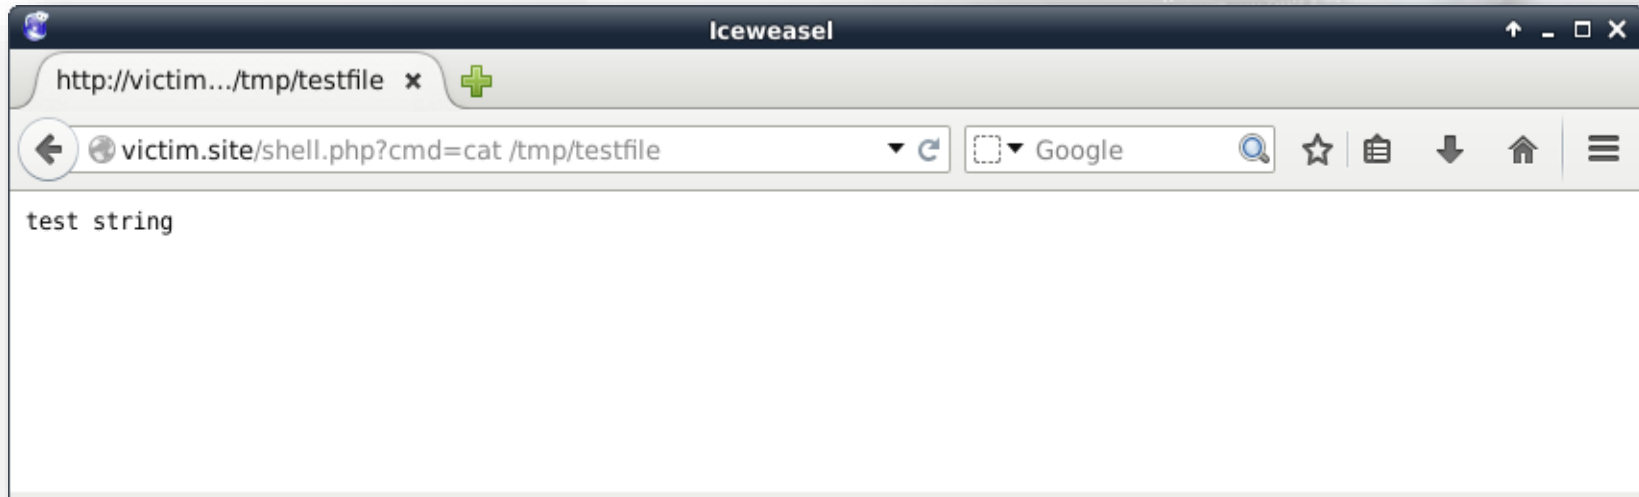 Iceweasel
http://victim.../tmp/testfile
victim.site/shell.php?cmd=cat /tmp/testfile
Google
test string